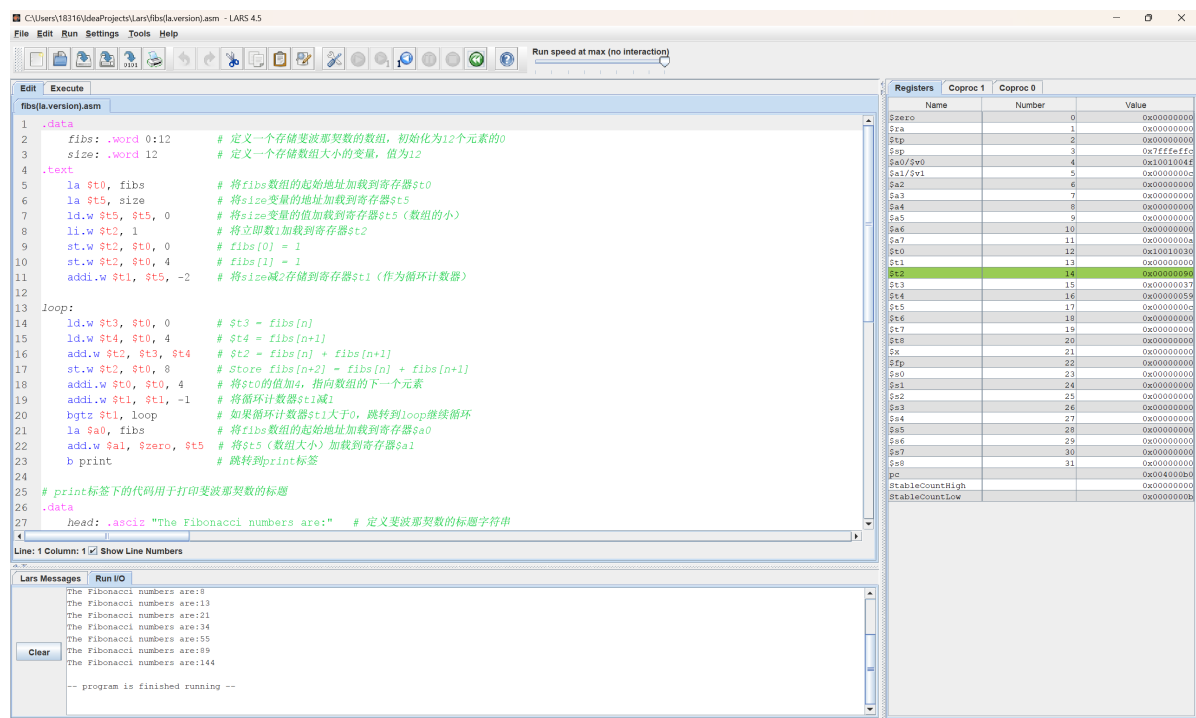 C:\Users\18316\IdeaProjects\Lars\fibs(la.version).asm - LARS 4.5
File Edit Run Settings Tools Help
Run speed at max (no interaction)
Edit Execute
fibs(la.version).asm
1 .data
2 fibs: .word 0:12 # 定义一个存储斐波那契数的数组，初始化为12个元素的0
3 size: .word 12 # 定义一个存储数组大小的变量，值为12
4 .text
5 la $t0, fibs # 将fibs数组的起始地址加载到寄存器$t0
6 la $t5, size # 将size变量的地址加载到寄存器$t5
7 ld.w $t5, $t5, 0 # 将size变量的值加载到寄存器$t5（数组的小）
8 li.w $t2, 1 # 将立即数1加载到寄存器$t2
9 st.w $t2, $t0, 0 # fibs[0] = 1
10 st.w $t2, $t0, 4 # fibs[1] = 1
11 addi.w $t1, $t5, -2 # 将size减2存储到寄存器$t1（作为循环计数器）
12
13 loop:
14 ld.w $t3, $t0, 0 # $t3 = fibs[n]
15 ld.w $t4, $t0, 4 # $t4 = fibs[n+1]
16 add.w $t2, $t3, $t4 # $t2 = fibs[n] + fibs[n+1]
17 st.w $t2, $t0, 8 # Store fibs[n+2] = fibs[n] + fibs[n+1]
18 addi.w $t0, $t0, 4 # 将$t0的值加4，指向数组的下一个元素
19 addi.w $t1, $t1, -1 # 将循环计数器$t1减1
20 bgtz $t1, loop # 如果循环计数器$t1大于0，跳转到loop继续循环
21 la $a0, fibs # 将fibs数组的起始地址加载到寄存器$a0
22 add.w $a1, $zero, $t5 # 将$t5（数组大小）加载到寄存器$a1
23 b print # 跳转到print标签
24
25 # print标签下的代码用于打印斐波那契数的标题
26 .data
27 head: .asciz "The Fibonacci numbers are:" # 定义斐波那契数的标题字符串
Line: 1 Column: 1 Show Line Numbers
Lars Messages Run I/O
The Fibonacci numbers are:8
The Fibonacci numbers are:13
The Fibonacci numbers are:21
The Fibonacci numbers are:34
The Fibonacci numbers are:55
The Fibonacci numbers are:89
The Fibonacci numbers are:144
-- program is finished running --
Clear
Registers Coproc 1 Coproc 0
Name Number Value
$zero 0 0x00000000
$ra 1 0x00000000
$tp 2 0x00000000
$sp 3 0x7fffeffc
$a0/$v0 4 0x1001004f
$a1/$v1 5 0x0000000c
$a2 6 0x00000000
$a3 7 0x00000000
$a4 8 0x00000000
$a5 9 0x00000000
$a6 10 0x00000000
$a7 11 0x0000000a
$t0 12 0x10010030
$t1 13 0x00000000
$t2 14 0x00000090
$t3 15 0x00000037
$t4 16 0x00000059
$t5 17 0x0000000c
$t6 18 0x00000000
$t7 19 0x00000000
$t8 20 0x00000000
$x 21 0x00000000
$fp 22 0x00000000
$s0 23 0x00000000
$s1 24 0x00000000
$s2 25 0x00000000
$s3 26 0x00000000
$s4 27 0x00000000
$s5 28 0x00000000
$s6 29 0x00000000
$s7 30 0x00000000
$s8 31 0x00000000
pc 0x004000b0
StableCountHigh 0x00000000
StableCountLow 0x0000000b